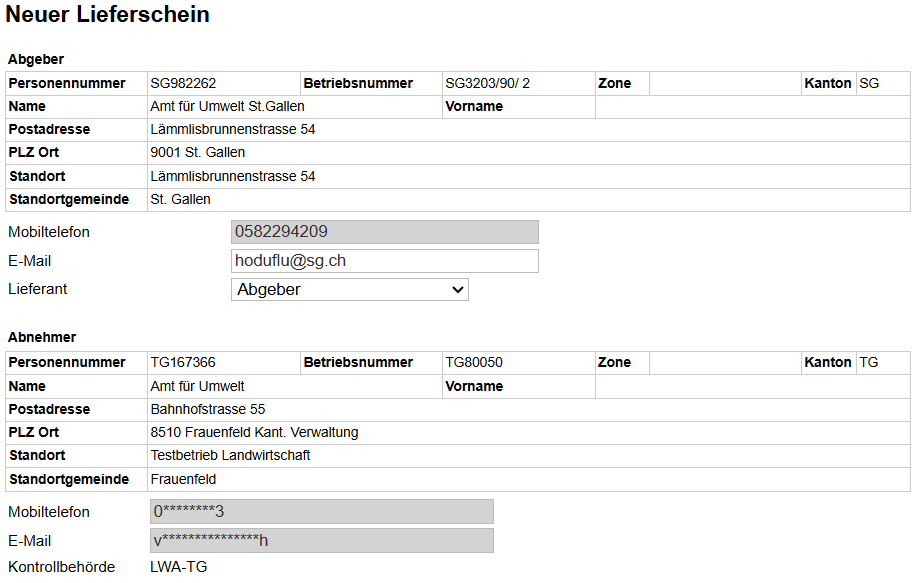 Neuer Lieferschein
Abgeber
Personennummer SG982262 Betriebsnummer SG3203/90/ 2 Zone Kanton SG
Name Amt für Umwelt St.Gallen Vorname
Postadresse Lämmlisbrunnenstrasse 54
PLZ Ort 9001 St. Gallen
Standort Lämmlisbrunnenstrasse 54
Standortgemeinde St. Gallen
Mobiltelefon 0582294209
E-Mail hoduflu@sg.ch
Lieferant Abgeber
Abnehmer
Personennummer TG167366 Betriebsnummer TG80050 Zone Kanton TG
Name Amt für Umwelt Vorname
Postadresse Bahnhofstrasse 55
PLZ Ort 8510 Frauenfeld Kant. Verwaltung
Standort Testbetrieb Landwirtschaft
Standortgemeinde Frauenfeld
Mobiltelefon 0********3
E-Mail v***************h
Kontrollbehörde LWA-TG